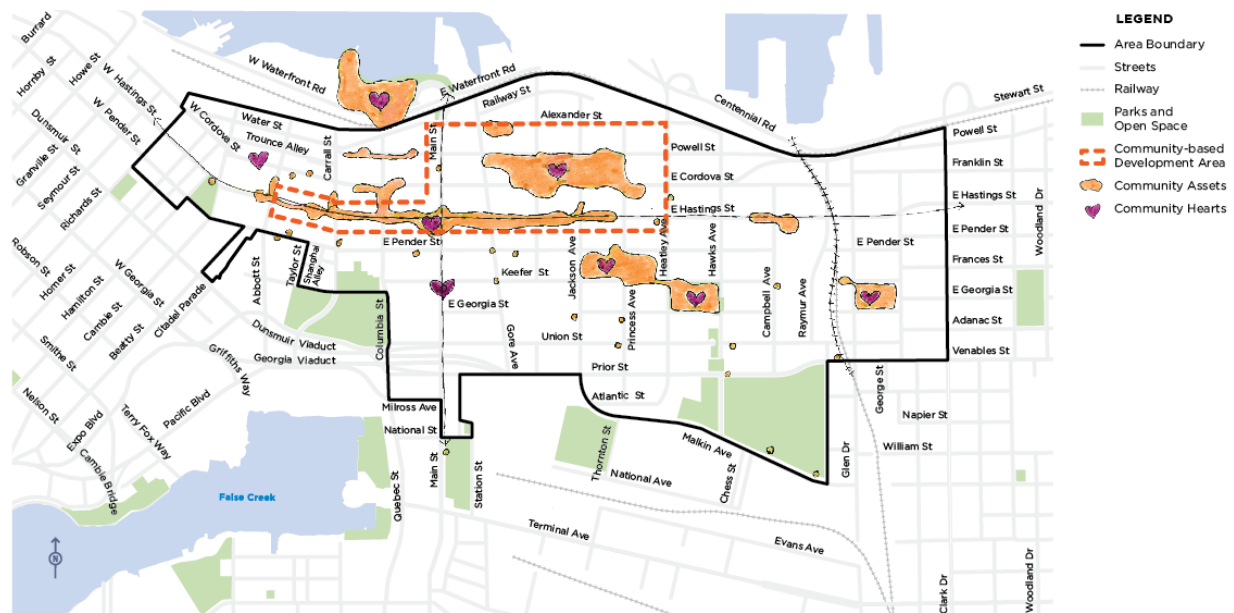 LEGEND
Area Boundary
Streets
Railway
Parks and
Open Space
Community-based
Development Area
Community Assets
Community Hearts
Burrard
Hornby St
Howe St
W Hastings St
W Pender St
Dunsmuir St
Granville St
Seymour St
Richards St
Robson St
Homer St
Hamilton St
Camble St
Beatty St
Smithe St
Nelson St
Expo Blvd
Cambie Bridge
Terry Fox Way
Pacific Blvd
Griffiths Way
W Georgia St
Citadel Parade
Abbott St
Taylor St
Shanghai
Alley
Dunsmuir Viaduct
Georgia Viaduct
Columbia St
W Waterfront Rd
E Waterfront Rd
Railway St
Alexander St
Centennial Rd
Stewart St
Water St
W Cordova St
Trounce Alley
Carrall St
Main St
Powell St
E Cordova St
E Hastings St
E Pender St
Keefer St
E Georgia St
Union St
Prior St
Atlantic St
Gore Ave
Jackson Ave
Princess Ave
Heatley Ave
Hawks Ave
Campbell Ave
Raymur Ave
Powell St
Franklin St
E Hastings St
E Pender St
E Pender St
Frances St
E Georgia St
Adanac St
Venables St
Woodland Dr
George St
Napier St
William St
Glen Dr
Malkin Ave
Chess St
Thornton St
National Ave
Terminal Ave
Evans Ave
Milross Ave
National St
Main St
Station St
Quebec St
False Creek
N
Clark Dr
Woodland Dr